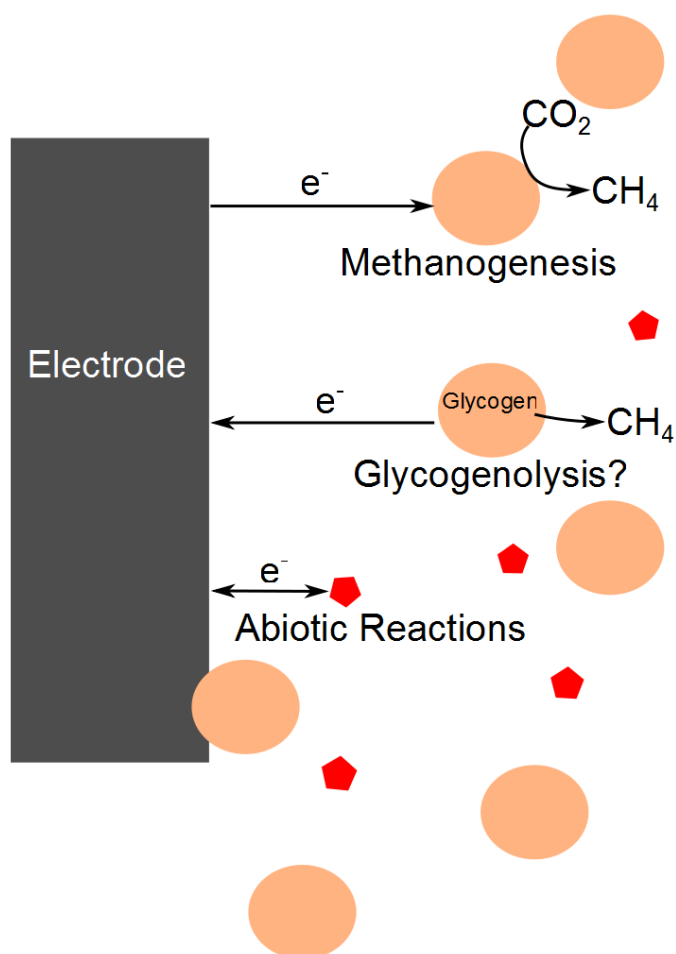 CO₂
e⁻
CH₄
Methanogenesis
Electrode
e⁻
Glycogen
CH₄
Glycogenolysis?
e⁻
Abiotic Reactions